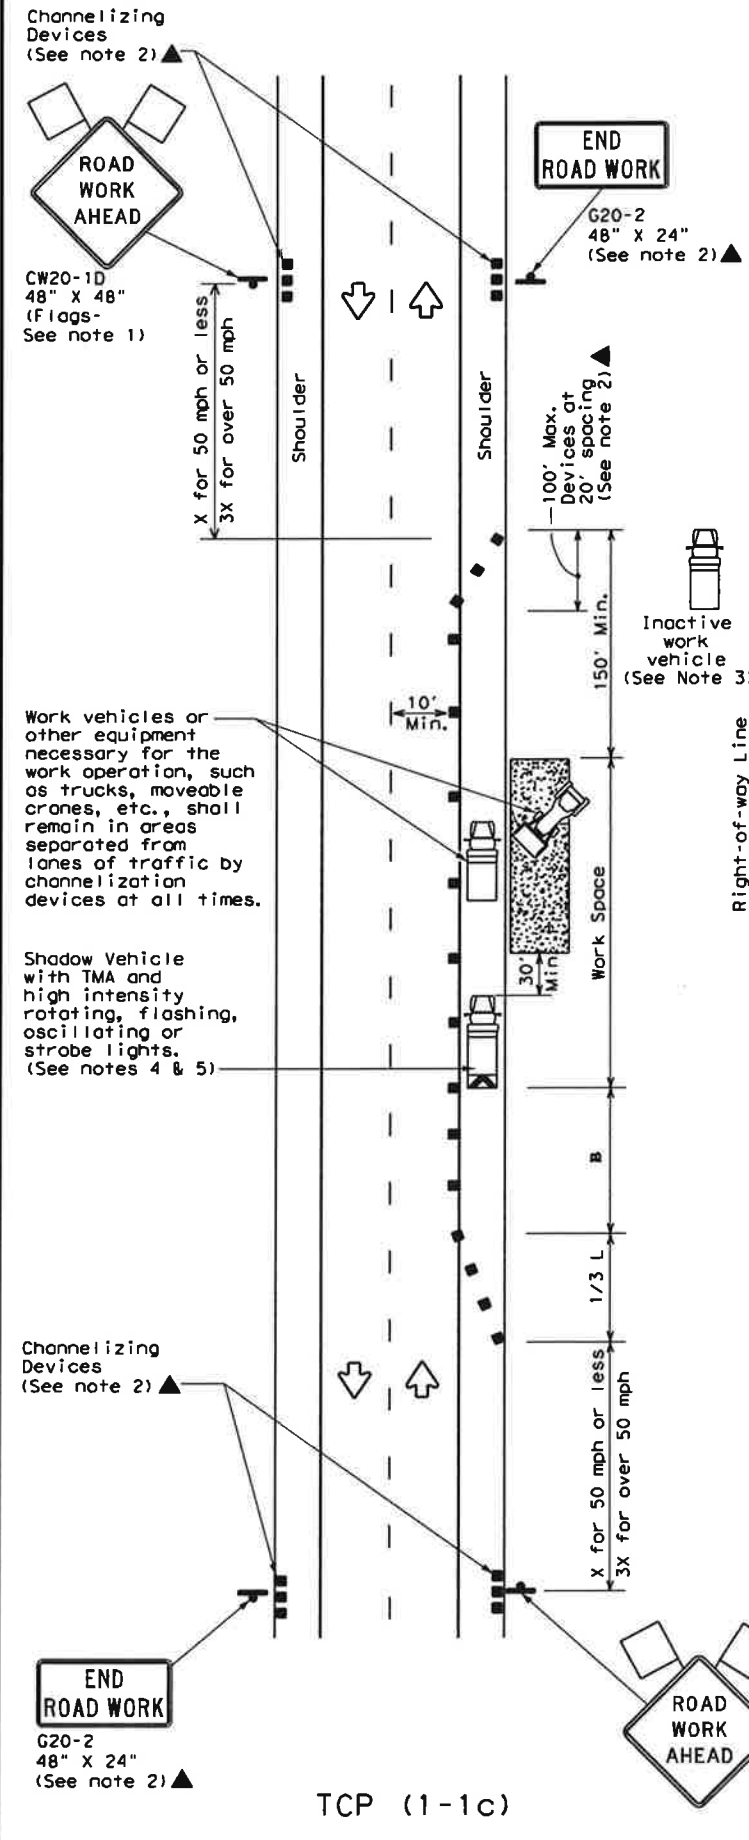 Channelizing
Devices
(See note 2)▲
ROAD
WORK
AHEAD
CW20-1D
48" X 48"
(Flags-
See note 1)
END
ROAD WORK
G20-2
48" X 24"
(See note 2)▲
X for 50 mph or less
3X for over 50 mph
Shoulder
Shoulder
100' Max.
Devices at
20' spacing
(See note 2)▲
150' Min.
Inactive
work
vehicle
(See Note 3)
Right-of-way Line
10'
Min.
Work vehicles or
other equipment
necessary for the
work operation, such
as trucks, moveable
cranes, etc., shall
remain in areas
separated from
lanes of traffic by
channelization
devices at all times.
Work Space
30'
Min.
Shadow Vehicle
with TMA and
high intensity
rotating, flashing,
oscillating or
strobe lights.
(See notes 4 & 5)
B
1/3 L
Channelizing
Devices
(See note 2)▲
X for 50 mph or less
3X for over 50 mph
END
ROAD WORK
G20-2
48" X 24"
(See note 2)▲
ROAD
WORK
AHEAD
TCP (1-1c)